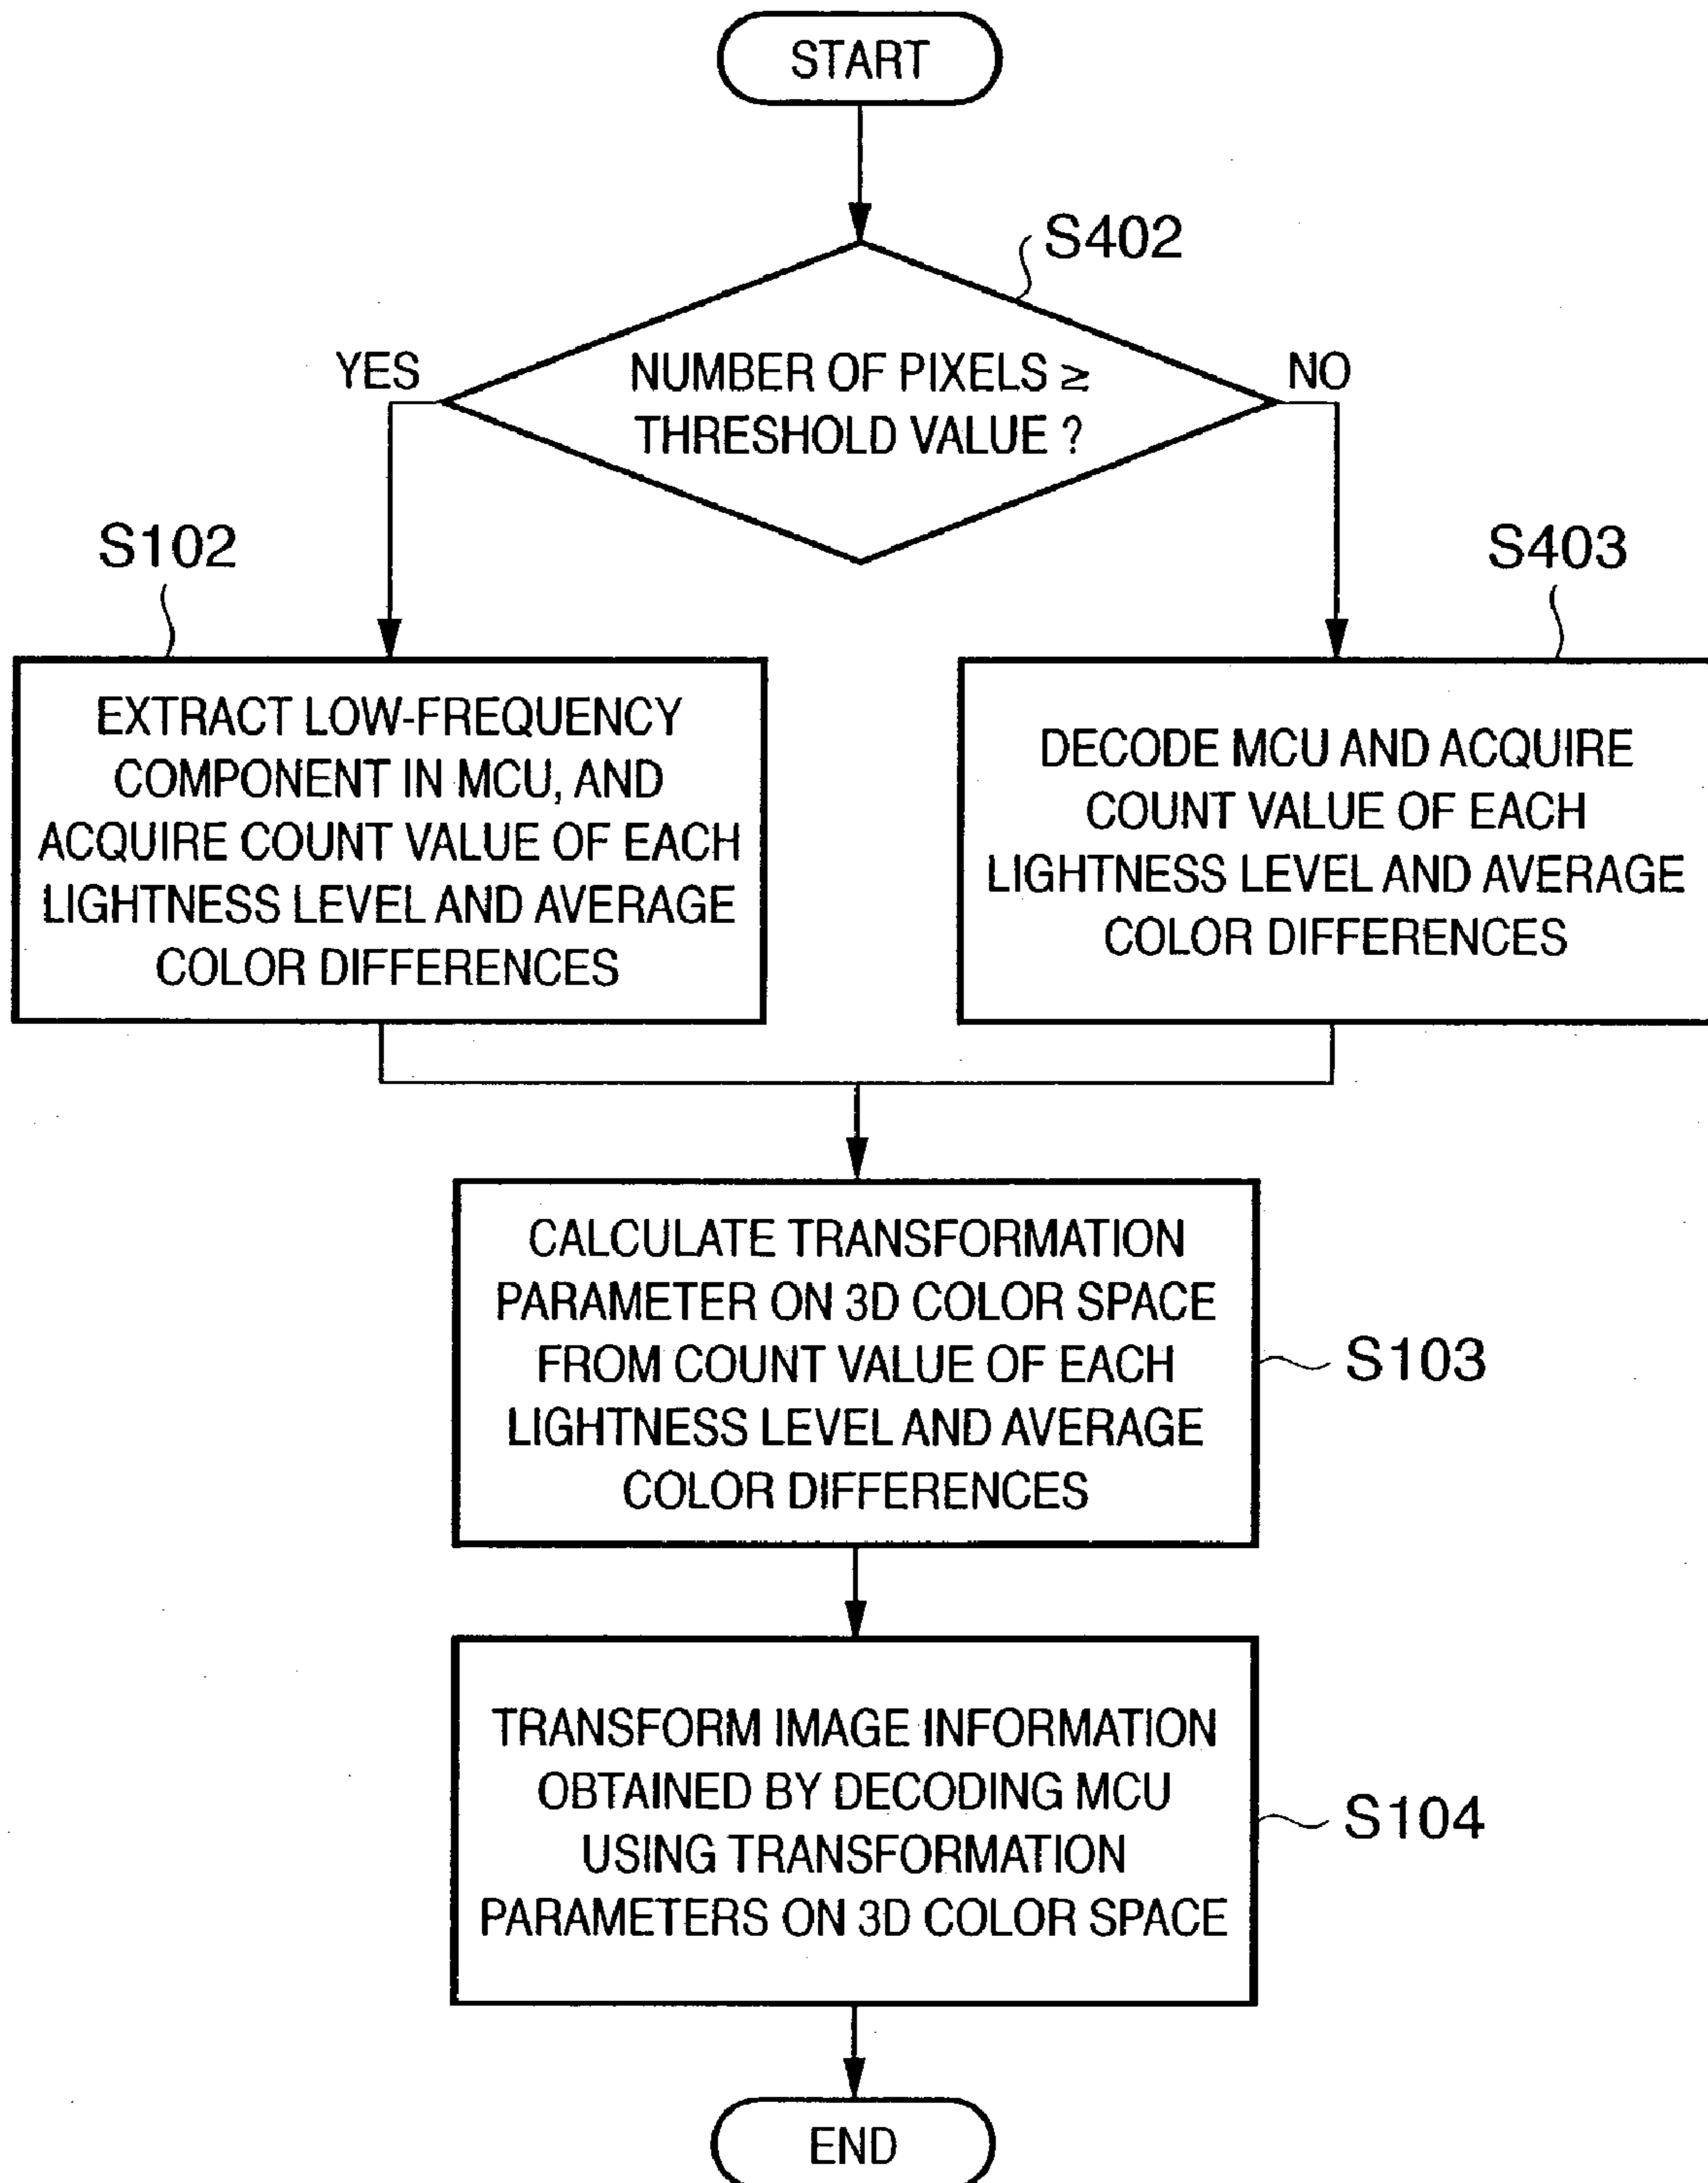 START
S402
YES
NUMBER OF PIXELS ≥
THRESHOLD VALUE ?
NO
S102
S403
EXTRACT LOW-FREQUENCY
COMPONENT IN MCU, AND
ACQUIRE COUNT VALUE OF EACH
LIGHTNESS LEVEL AND AVERAGE
COLOR DIFFERENCES
DECODE MCU AND ACQUIRE
COUNT VALUE OF EACH
LIGHTNESS LEVEL AND AVERAGE
COLOR DIFFERENCES
CALCULATE TRANSFORMATION
PARAMETER ON 3D COLOR SPACE
FROM COUNT VALUE OF EACH
LIGHTNESS LEVEL AND AVERAGE
COLOR DIFFERENCES
S103
TRANSFORM IMAGE INFORMATION
OBTAINED BY DECODING MCU
USING TRANSFORMATION
PARAMETERS ON 3D COLOR SPACE
S104
END